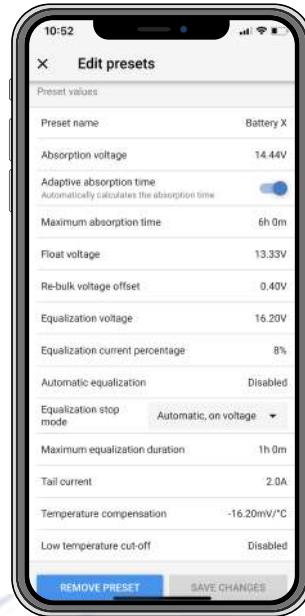 10:52
Edit presets
Preset values
Preset name Battery X
Absorption voltage 14.44V
Adaptive absorption time
Automatically calculates the absorption time
Maximum absorption time 6h 0m
Float voltage 13.33V
Re-bulk voltage offset 0.40V
Equalization voltage 16.20V
Equalization current percentage 8%
Automatic equalization Disabled
Equalization stop
mode Automatic, on voltage
Maximum equalization duration 1h 0m
Tail current 2.0A
Temperature compensation -16.20mV/°C
Low temperature cut-off Disabled
REMOVE PRESET SAVE CHANGES